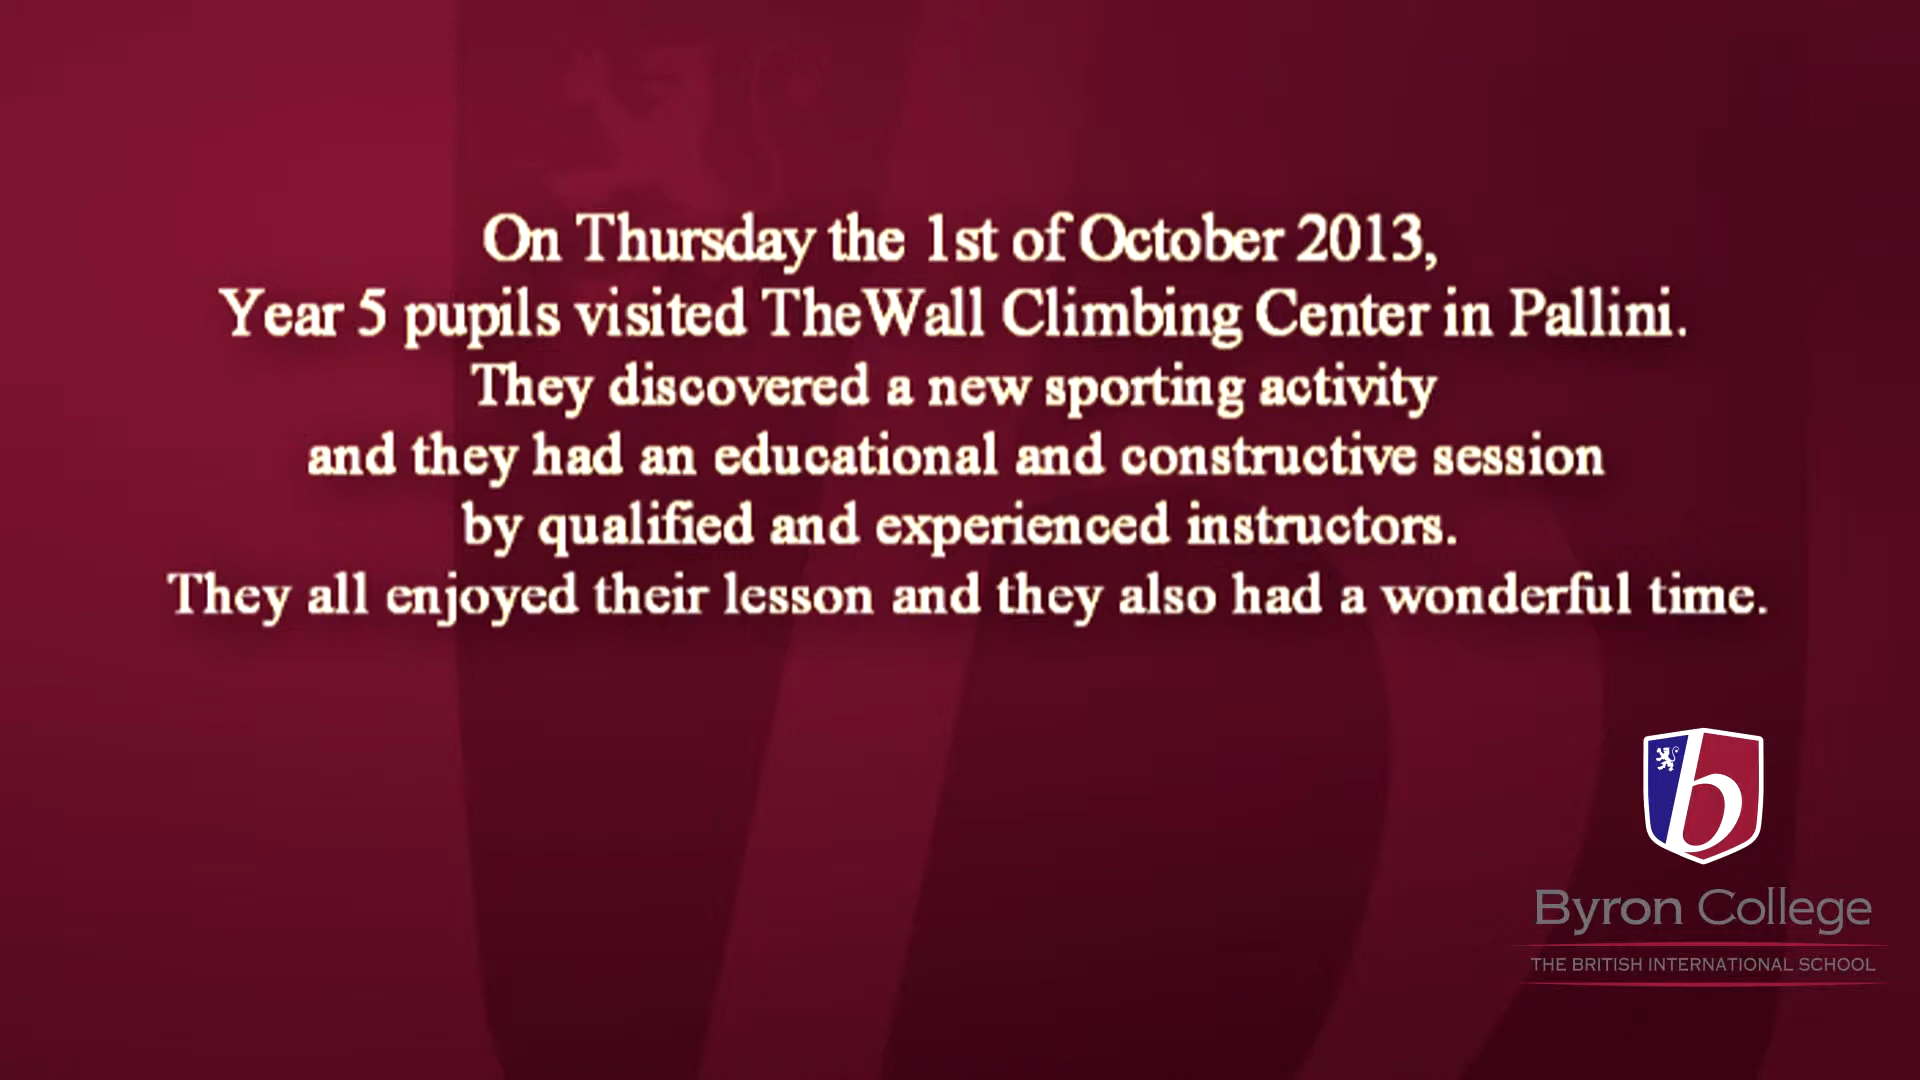 On Thursday the 1st of October 2013,
Year 5 pupils visited TheWall Climbing Center in Pallini.
They discovered a new sporting activity
and they had an educational and constructive session
by qualified and experienced instructors.
They all enjoyed their lesson and they also had a wonderful time.
b
Byron College
THE BRITISH INTERNATIONAL SCHOOL